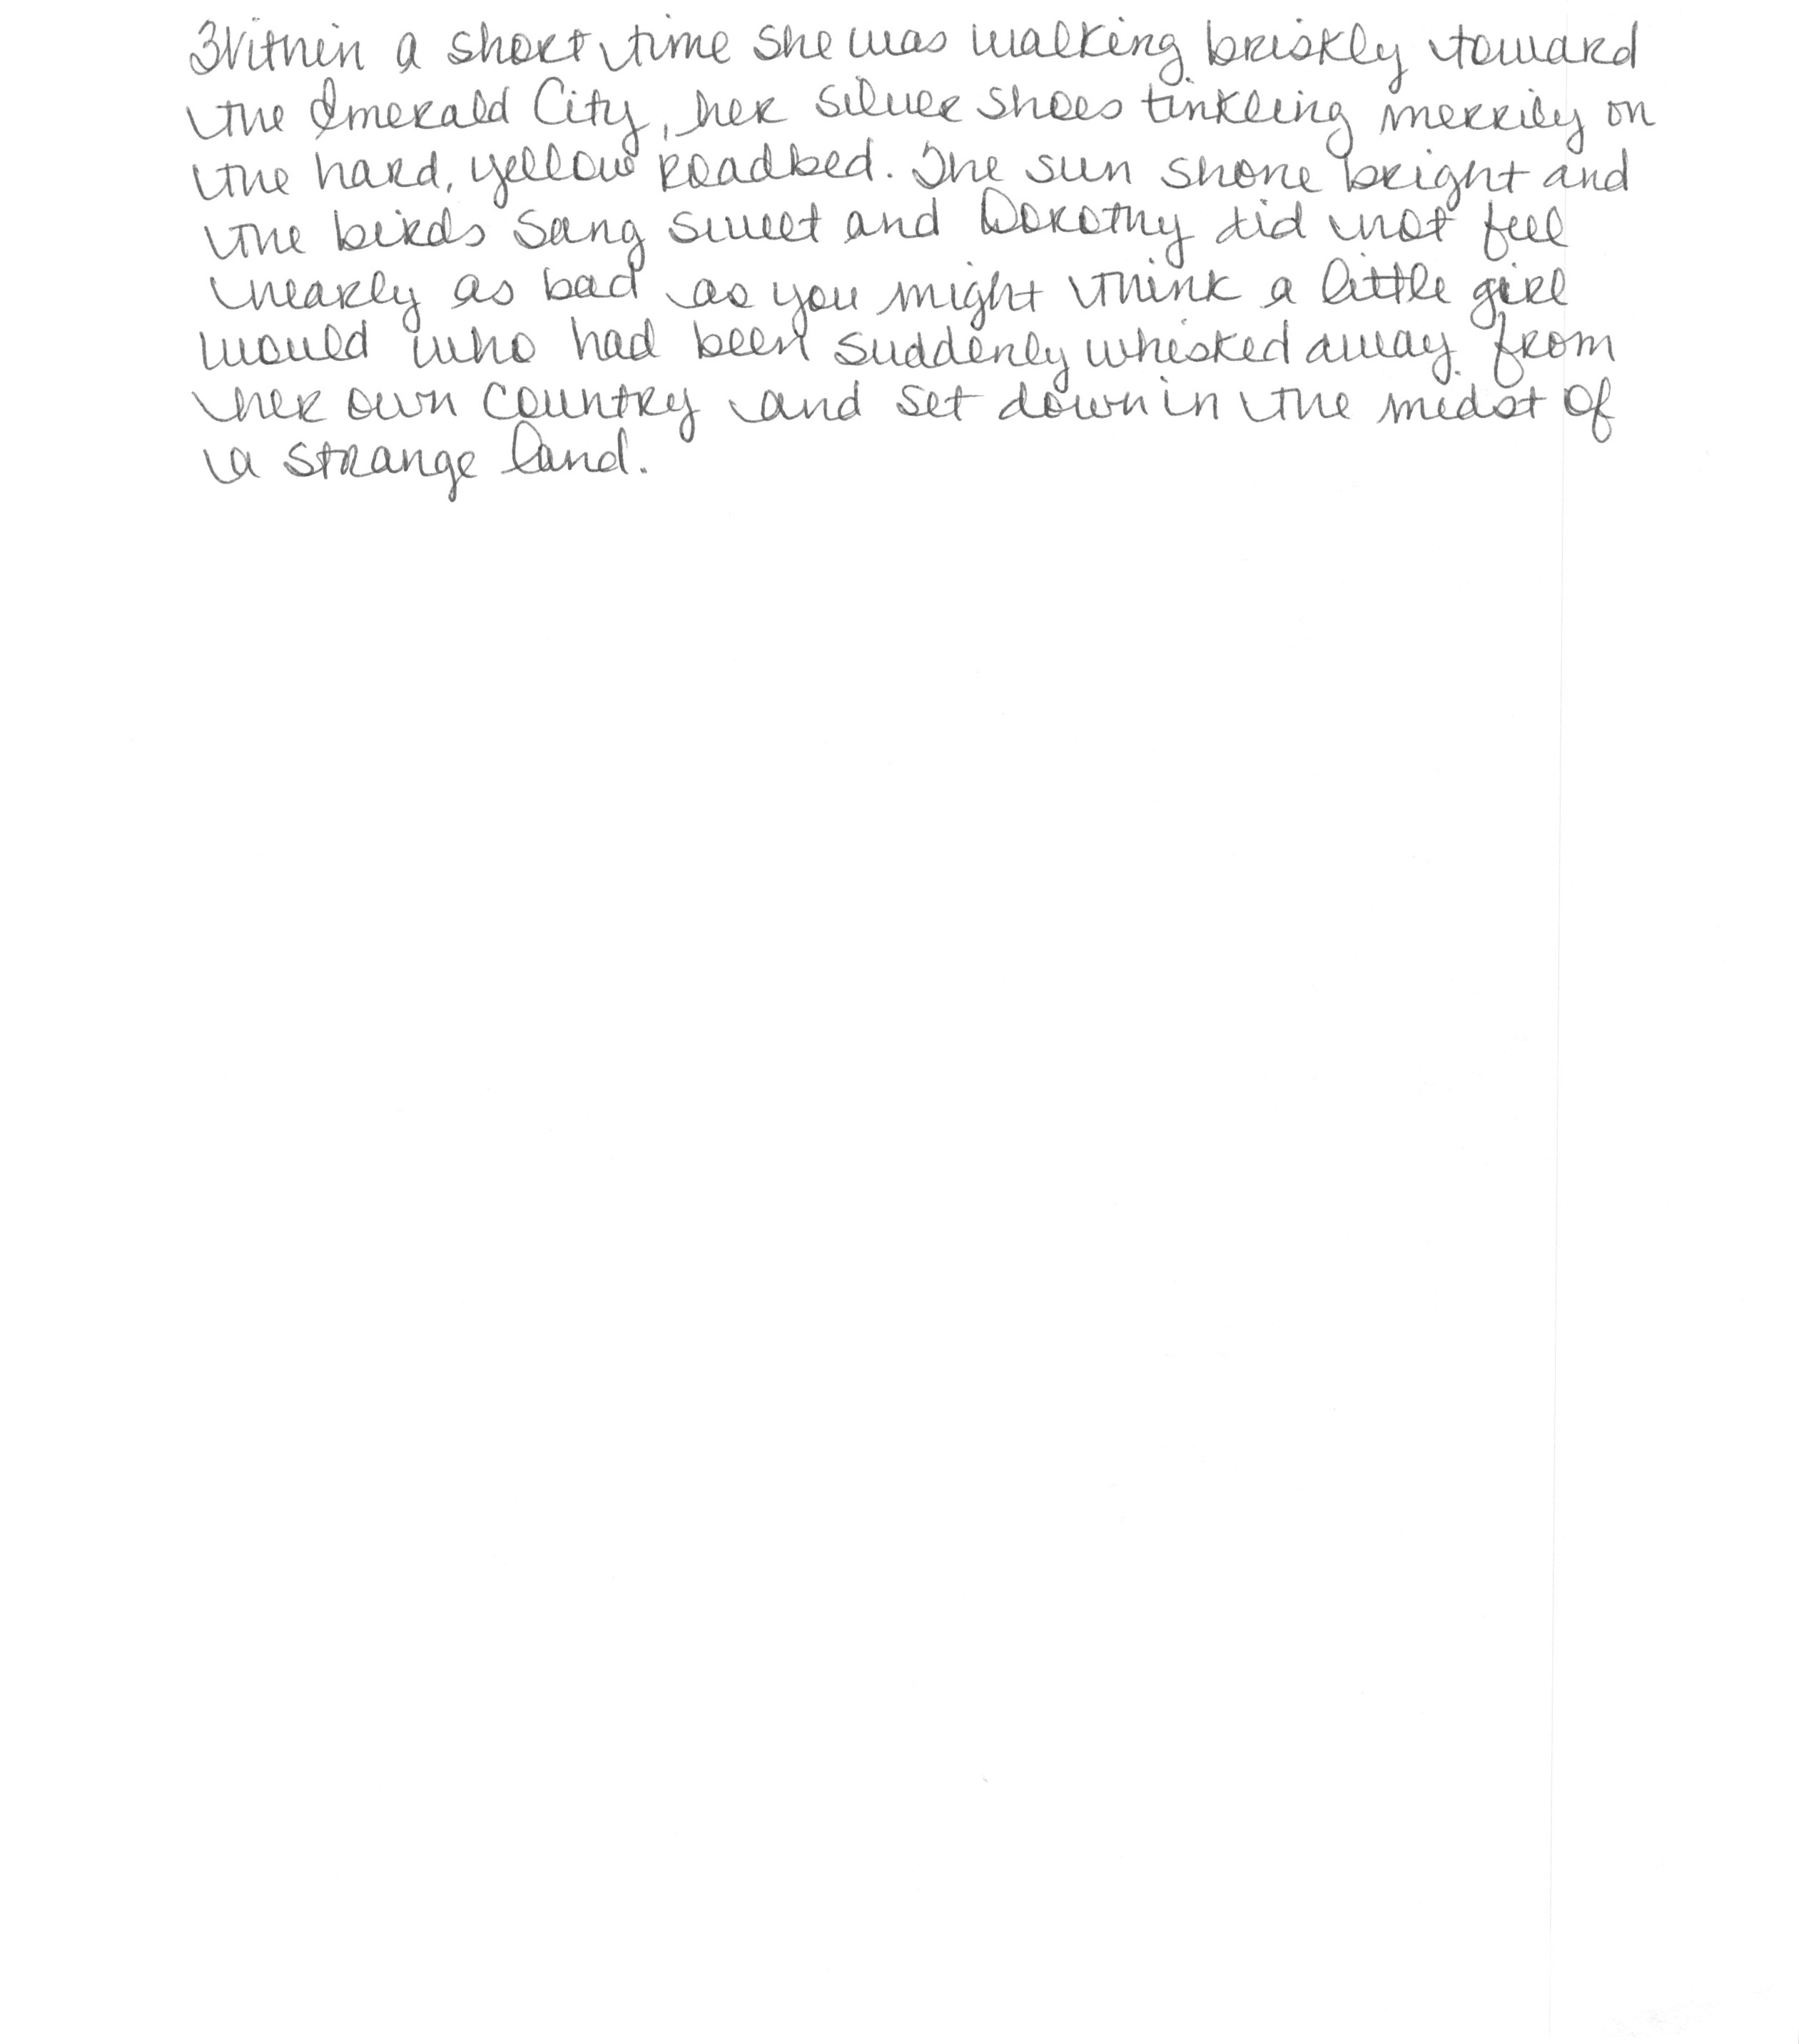 Within a short time she was walking briskly toward
the Emerald City, her silver shoes tinkling merrily on
the hard, yellow roadbed. The sun shone bright and
the birds sang sweet and Dorothy did not feel
nearly as bad as you might think a little girl
would who had been suddenly whisked away from
her own country and set down in the midst of
a strange land.